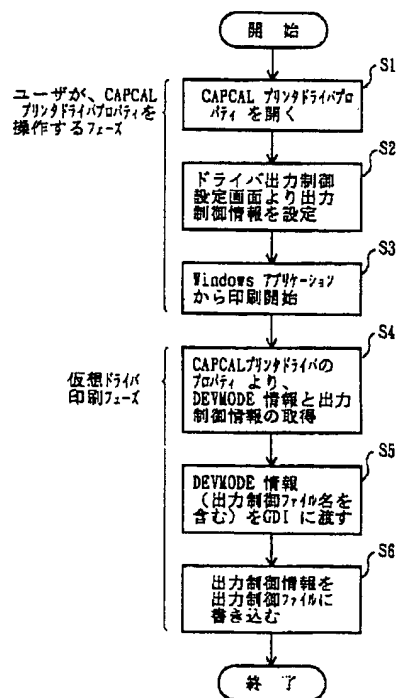 開 始
S1
ユーザが、CAPCAL
プリンタドライバプロパティを
操作するフェーズ
CAPCAL プリンタドライバプロ
パティ を開く
S2
ドライバ出力制御
設定画面より出力
制御情報を設定
S3
Windows アプリケーション
から印刷開始
S4
仮想ドライバ
印刷フェーズ
CAPCALプリンタドライバの
プロパティ より、
DEVMODE 情報と出力
制御情報の取得
S5
DEVMODE 情報
(出力制御ファイル名を
含む)をGDI に渡す
S6
出力制御情報を
出力制御ファイルに
書き込む
終 了